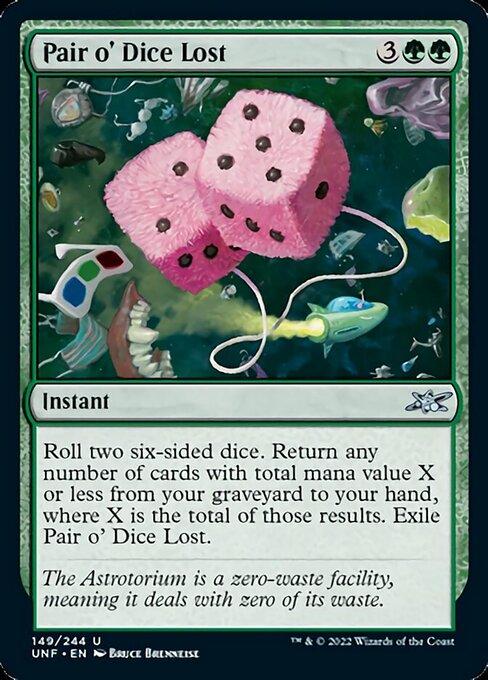 Pair o' Dice Lost 3
Instant
Roll two six-sided dice. Return any
number of cards with total mana value X
or less from your graveyard to your hand,
where X is the total of those results. Exile
Pair o' Dice Lost.
The Astrotorium is a zero-waste facility,
meaning it deals with zero of its waste.
149/244 U
UNF • EN Bruce Brenneise
™ & © 2022 Wizards of the Coast